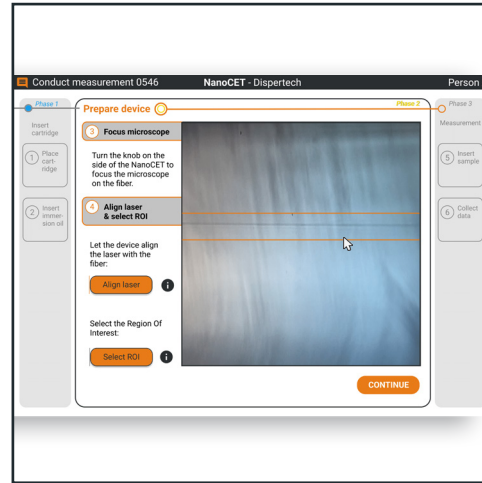 Conduct measurement 0546
NanoCET - Dispertech
Person
Phase 1
Insert
cartridge
1 Place
cart-
ridge
2 Insert
immer-
sion oil
Prepare device
Phase 2
3 Focus microscope
Turn the knob on the
side of the NanoCET to
focus the microscope
on the fiber.
4 Align laser
& select ROI
Let the device align
the laser with the
fiber:
Align laser i
Select the Region Of
Interest:
Select ROI i
CONTINUE
Phase 3
Measurement
5 Insert
sample
6 Collect
data